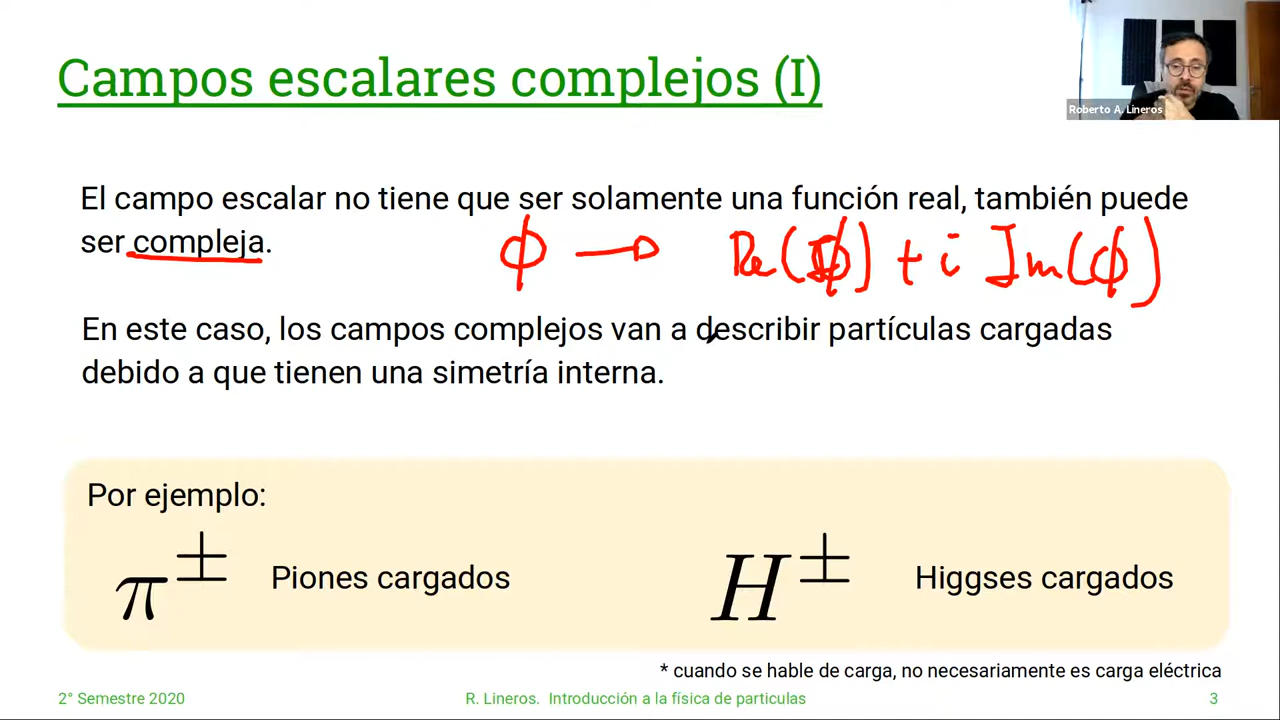 Campos escalares complejos (I)
Roberto A. Lineros
El campo escalar no tiene que ser solamente una función real, también puede
ser compleja.
ϕ → Re(ϕ) + i Im(ϕ)
En este caso, los campos complejos van a describir partículas cargadas
debido a que tienen una simetría interna.
Por ejemplo:
π± Piones cargados
H± Higgses cargados
* cuando se hable de carga, no necesariamente es carga eléctrica
2° Semestre 2020
R. Lineros. Introducción a la física de particulas
3